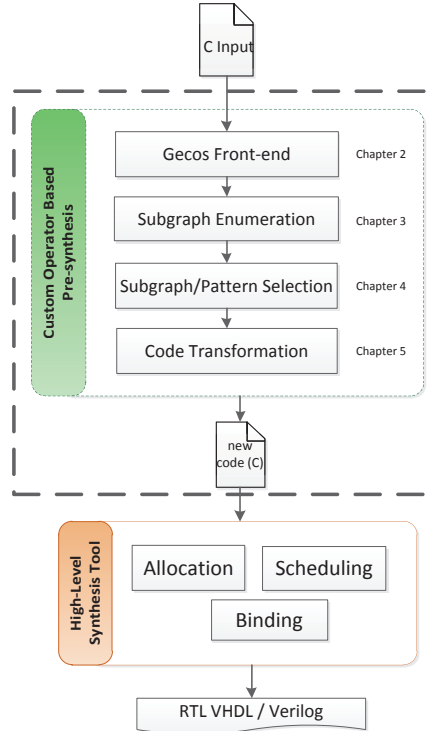 C Input
Custom Operator Based
Pre-synthesis
Gecos Front-end
Chapter 2
Subgraph Enumeration
Chapter 3
Subgraph/Pattern Selection
Chapter 4
Code Transformation
Chapter 5
new
code (C)
High-Level
Synthesis Tool
Allocation
Scheduling
Binding
RTL VHDL / Verilog